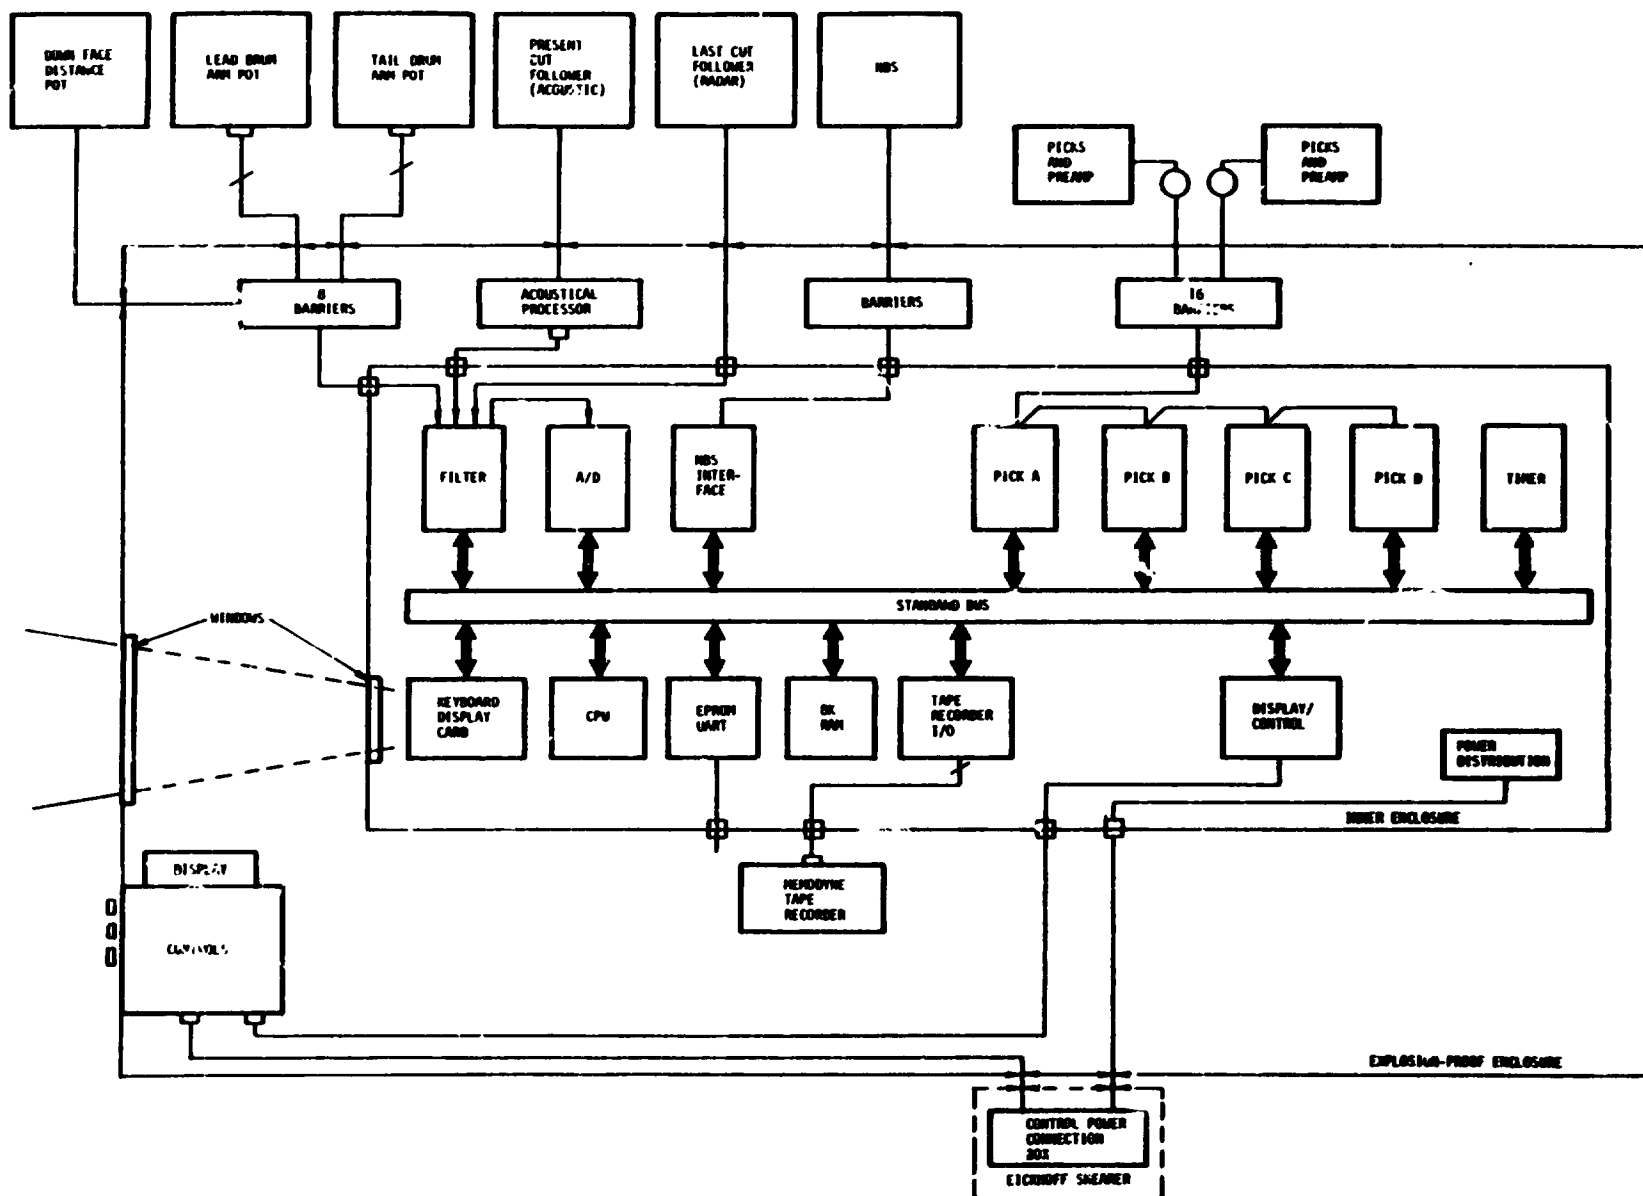 DOWN FACE
DISTANCE
POT
LEAD DRUM
ARM POT
TAIL DRUM
ARM POT
PRESENT
CUT
FOLLOWER
(ACOUSTIC)
LAST CUT
FOLLOWER
(RADAR)
NBS
PICKS
AND
PREAMP
PICKS
AND
PREAMP
8
BARRIERS
ACOUSTICAL
PROCESSOR
BARRIERS
16
BARRIERS
FILTER
A/D
NBS
INTER-
FACE
PICK A
PICK B
PICK C
PICK D
TIMER
STANDARD BUS
WINDOWS
KEYBOARD
DISPLAY
CARD
CPU
EPROM
UART
8K
RAM
TAPE
RECORDER
I/O
DISPLAY/
CONTROL
POWER
DISTRIBUTION
INNER ENCLOSURE
DISPLAY
CONTROLS
MEMODYNE
TAPE
RECORDER
EXPLOSION-PROOF ENCLOSURE
CONTROL POWER
CONNECTION
BOX
EICKHOFF SHEARER